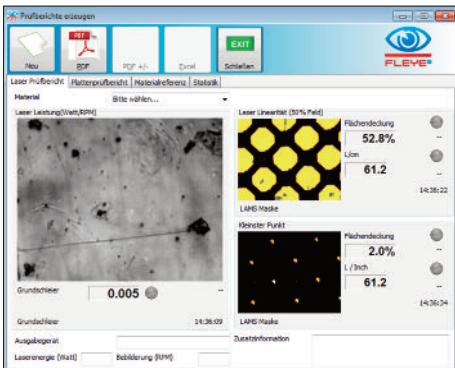 Prüfberichte erzeugen
Neu
PDF
PDF
PDF +/-
Excel
EXIT
Schließen
FLEYE
Laser Prüfbericht
Plattenprüfbericht
Materialreferenz
Statistik
Material
Bitte wählen...
Laser Leistung(Watt/RPM)
Grundschleier
0.005
--
Grundschleier
14:36:09
Laser Linearität (50% Feld)
Flächendeckung
52.8%
--
L/cm
61.2
--
14:36:22
LAMS Maske
Kleinster Punkt
Flächendeckung
2.0%
--
L / Inch
61.2
--
14:36:34
LAMS Maske
Ausgabegerät
Laserenergie (Watt)
Bebilderung (RPM)
Zusatzinformation